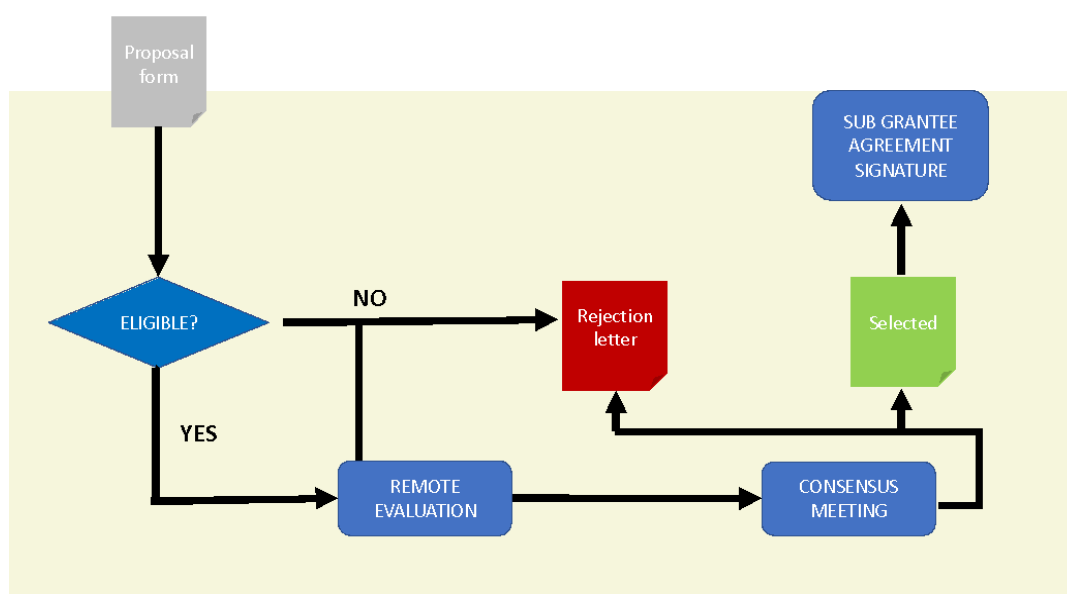 Proposal
form
SUB GRANTEE
AGREEMENT
SIGNATURE
NO
ELIGIBLE?
Rejection
letter
Selected
YES
REMOTE
EVALUATION
CONSENSUS
MEETING